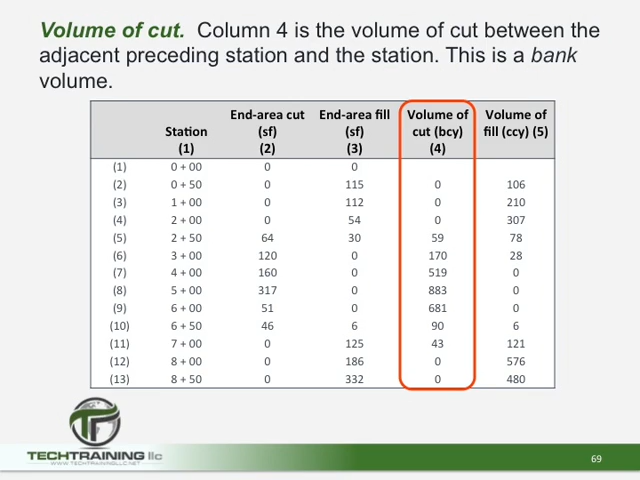 Volume of cut. Column 4 is the volume of cut between the
adjacent preceding station and the station. This is a bank
volume.
Station (1) End-area cut (sf) (2) End-area fill (sf) (3) Volume of cut (bcy) (4) Volume of fill (ccy) (5)
(1) 0 + 00 0 0
(2) 0 + 50 0 115 0 106
(3) 1 + 00 0 112 0 210
(4) 2 + 00 0 54 0 307
(5) 2 + 50 64 30 59 78
(6) 3 + 00 120 0 170 28
(7) 4 + 00 160 0 519 0
(8) 5 + 00 317 0 883 0
(9) 6 + 00 51 0 681 0
(10) 6 + 50 46 6 90 6
(11) 7 + 00 0 125 43 121
(12) 8 + 00 0 186 0 576
(13) 8 + 50 0 332 0 480
TECHTRAINING llc
WWW.TECHTRAININGLLC.NET
69